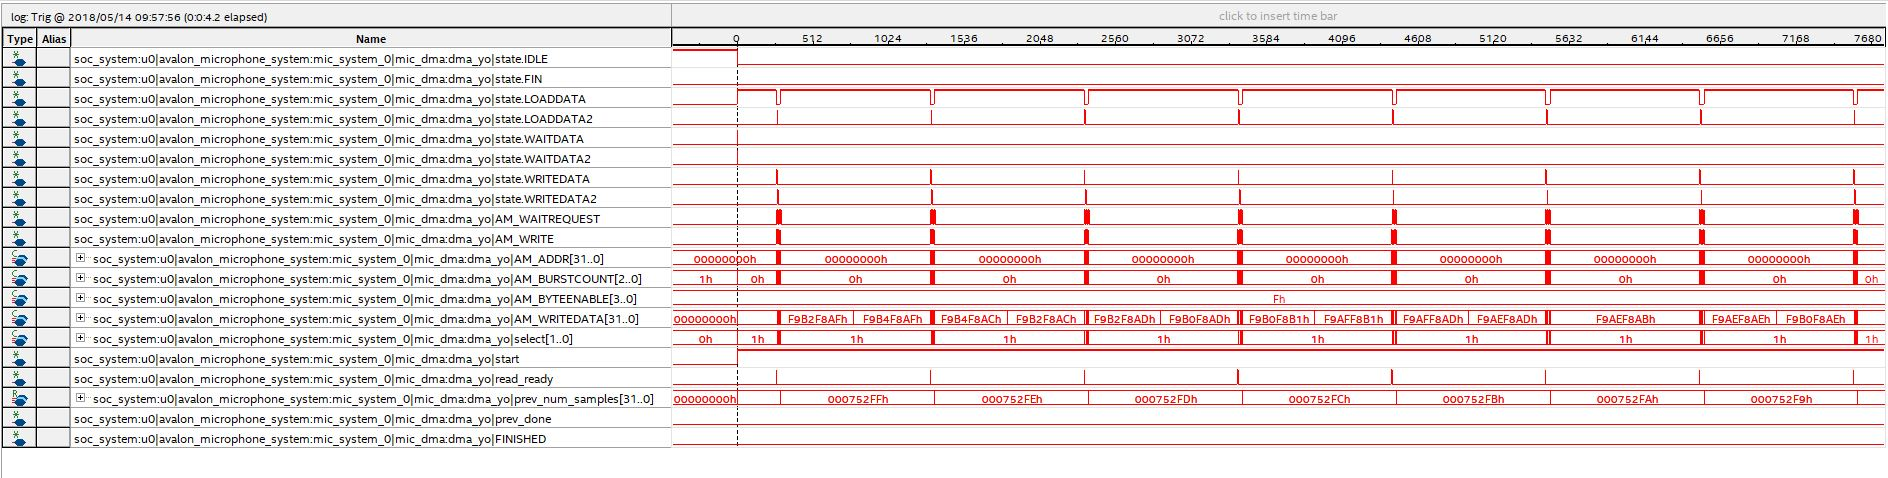 log: Trig @ 2018/05/14 09:57:56 (0:0:4.2 elapsed) click to insert time bar
Type Alias Name 0 512 1024 1536 2048 2560 3072 3584 4096 4608 5120 5632 6144 6656 7168 7680
soc_system:u0|avalon_microphone_system:mic_system_0|mic_dma:dma_yo|state.IDLE
soc_system:u0|avalon_microphone_system:mic_system_0|mic_dma:dma_yo|state.FIN
soc_system:u0|avalon_microphone_system:mic_system_0|mic_dma:dma_yo|state.LOADDATA
soc_system:u0|avalon_microphone_system:mic_system_0|mic_dma:dma_yo|state.LOADDATA2
soc_system:u0|avalon_microphone_system:mic_system_0|mic_dma:dma_yo|state.WAITDATA
soc_system:u0|avalon_microphone_system:mic_system_0|mic_dma:dma_yo|state.WAITDATA2
soc_system:u0|avalon_microphone_system:mic_system_0|mic_dma:dma_yo|state.WRITEDATA
soc_system:u0|avalon_microphone_system:mic_system_0|mic_dma:dma_yo|state.WRITEDATA2
soc_system:u0|avalon_microphone_system:mic_system_0|mic_dma:dma_yo|AM_WAITREQUEST
soc_system:u0|avalon_microphone_system:mic_system_0|mic_dma:dma_yo|AM_WRITE
soc_system:u0|avalon_microphone_system:mic_system_0|mic_dma:dma_yo|AM_ADDR[31..0] 00000000h 00000000h 00000000h 00000000h 00000000h 00000000h 00000000h 00000000h
soc_system:u0|avalon_microphone_system:mic_system_0|mic_dma:dma_yo|AM_BURSTCOUNT[2..0] 1h 0h 0h 0h 0h 0h 0h 0h 0h 0h
soc_system:u0|avalon_microphone_system:mic_system_0|mic_dma:dma_yo|AM_BYTEENABLE[3..0] Fh
soc_system:u0|avalon_microphone_system:mic_system_0|mic_dma:dma_yo|AM_WRITEDATA[31..0] 00000000h F9B2F8AFh F9B4F8AFh F9B4F8ACh F9B2F8ACh F9B2F8ADh F9B0F8ADh F9B0F8B1h F9AFF8B1h F9AFF8ADh F9AEF8ADh F9AEF8ABh F9AEF8AEh F9B0F8AEh
soc_system:u0|avalon_microphone_system:mic_system_0|mic_dma:dma_yo|select[1..0] 0h 1h 1h 1h 1h 1h 1h 1h 1h 1h
soc_system:u0|avalon_microphone_system:mic_system_0|mic_dma:dma_yo|start
soc_system:u0|avalon_microphone_system:mic_system_0|mic_dma:dma_yo|read_ready
soc_system:u0|avalon_microphone_system:mic_system_0|mic_dma:dma_yo|prev_num_samples[31..0] 00000000h 000752FFh 000752FEh 000752FDh 000752FCh 000752FBh 000752FAh 000752F9h
soc_system:u0|avalon_microphone_system:mic_system_0|mic_dma:dma_yo|prev_done
soc_system:u0|avalon_microphone_system:mic_system_0|mic_dma:dma_yo|FINISHED